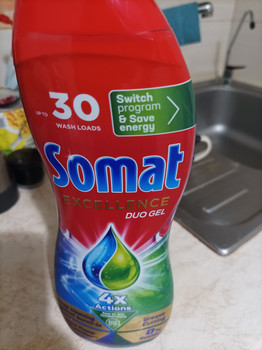 UP TO 30
WASH LOADS
Switch
program
& Save
energy
Somat
EXCELLENCE
DUO GEL
4X
Actions